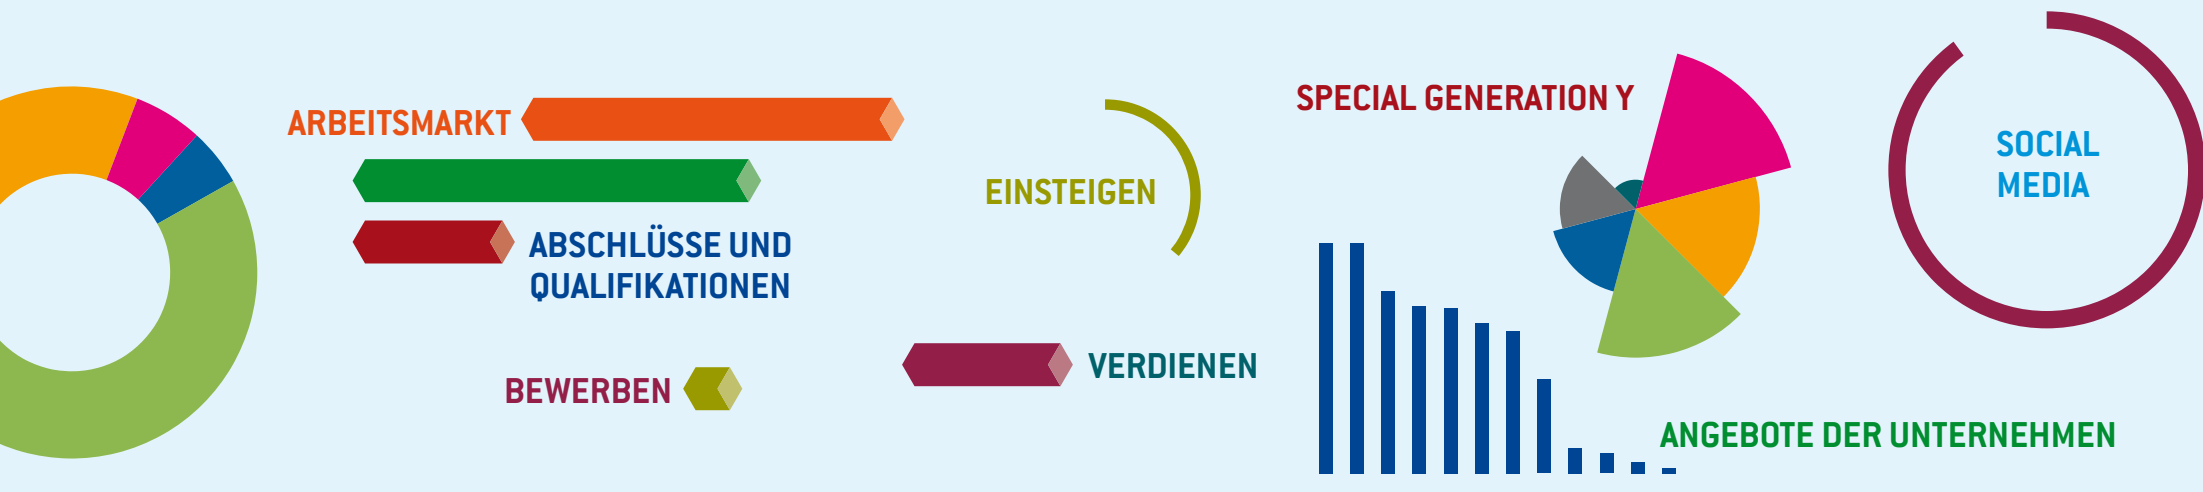 ARBEITSMARKT
ABSCHLÜSSE UND
QUALIFIKATIONEN
BEWERBEN
EINSTEIGEN
VERDIENEN
SPECIAL GENERATION Y
ANGEBOTE DER UNTERNEHMEN
SOCIAL
MEDIA